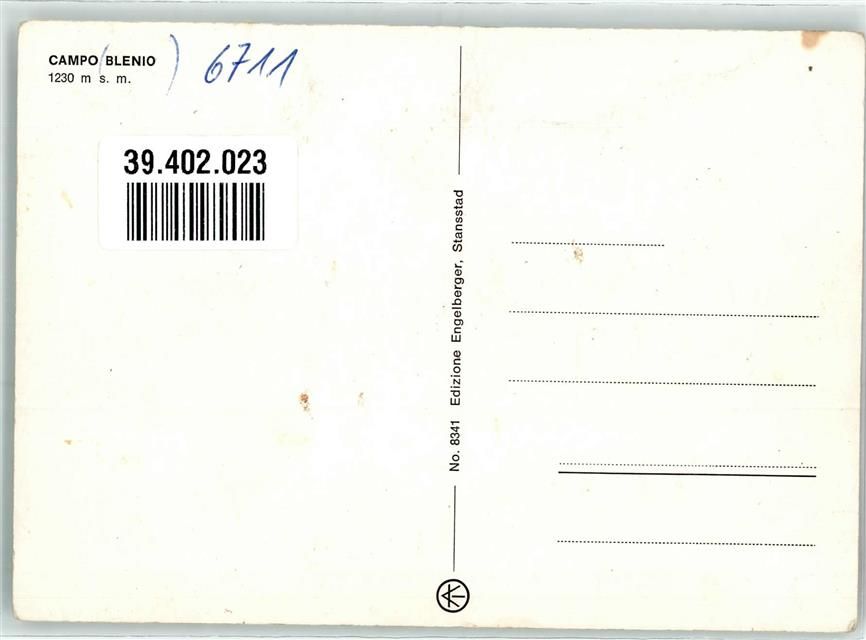 CAMPO (BLENIO) 6711
1230 m s. m.
39.402.023
No. 8341 Edizione Engelberger, Stansstad